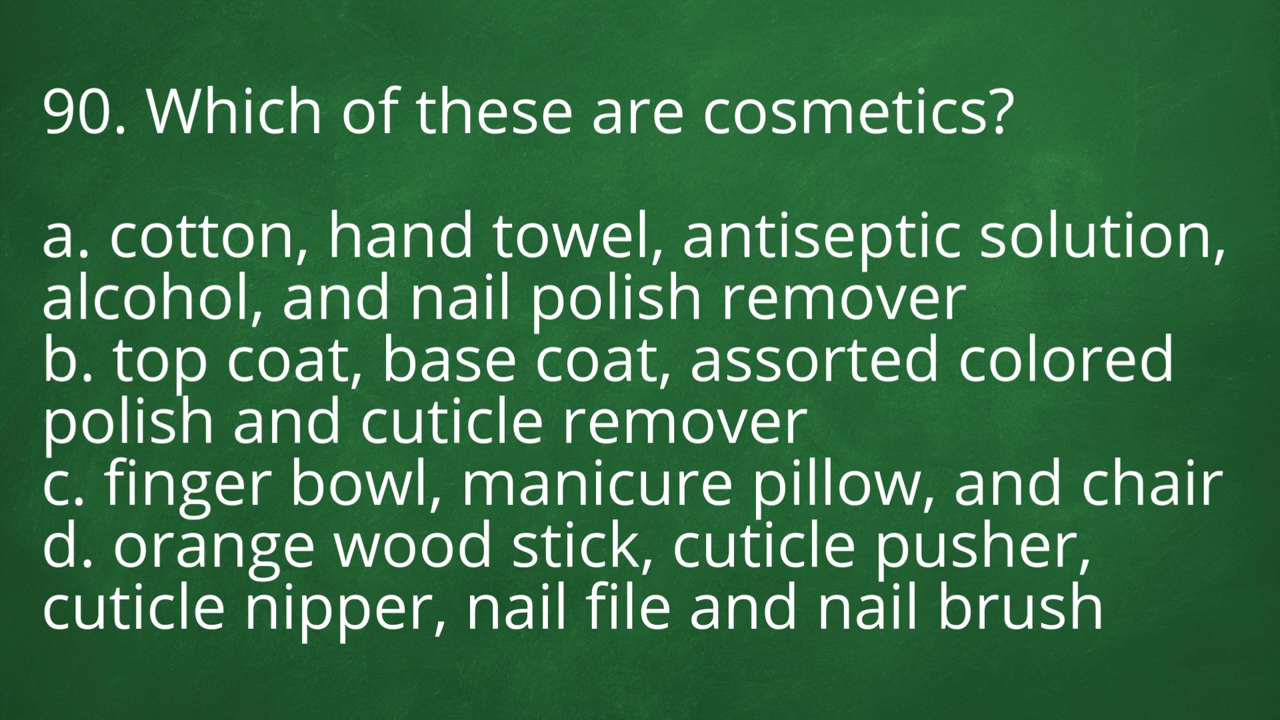 90. Which of these are cosmetics?
a. cotton, hand towel, antiseptic solution,
alcohol, and nail polish remover
b. top coat, base coat, assorted colored
polish and cuticle remover
c. finger bowl, manicure pillow, and chair
d. orange wood stick, cuticle pusher,
cuticle nipper, nail file and nail brush